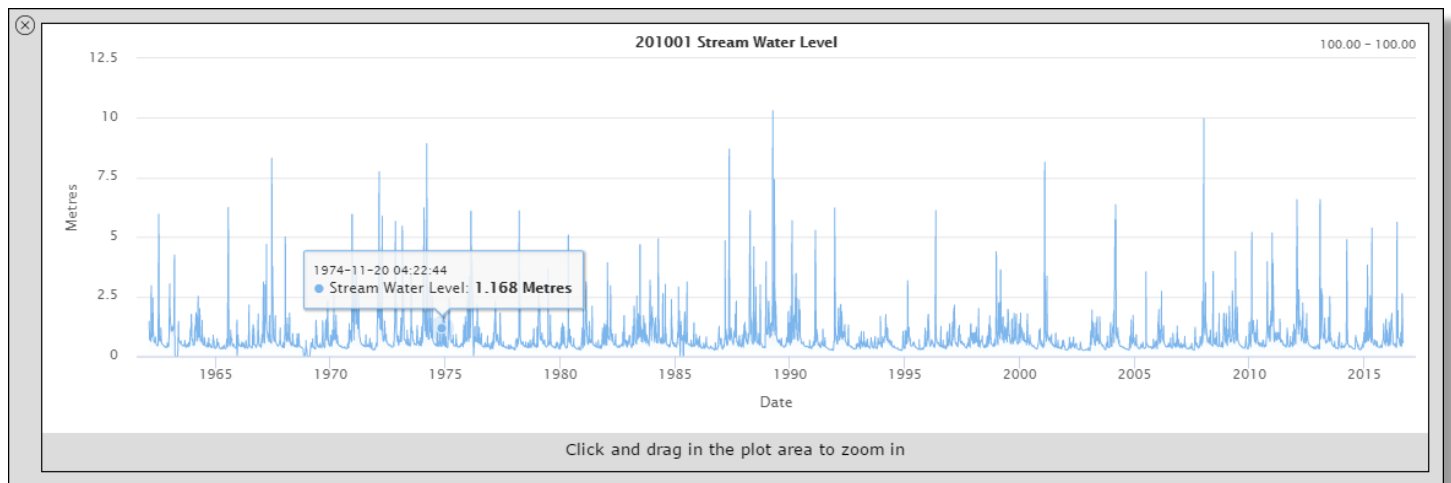 201001 Stream Water Level
100.00 – 100.00
12.5
10
7.5
5
2.5
0
Metres
1974-11-20 04:22:44
Stream Water Level: 1.168 Metres
1965 1970 1975 1980 1985 1990 1995 2000 2005 2010 2015
Date
Click and drag in the plot area to zoom in